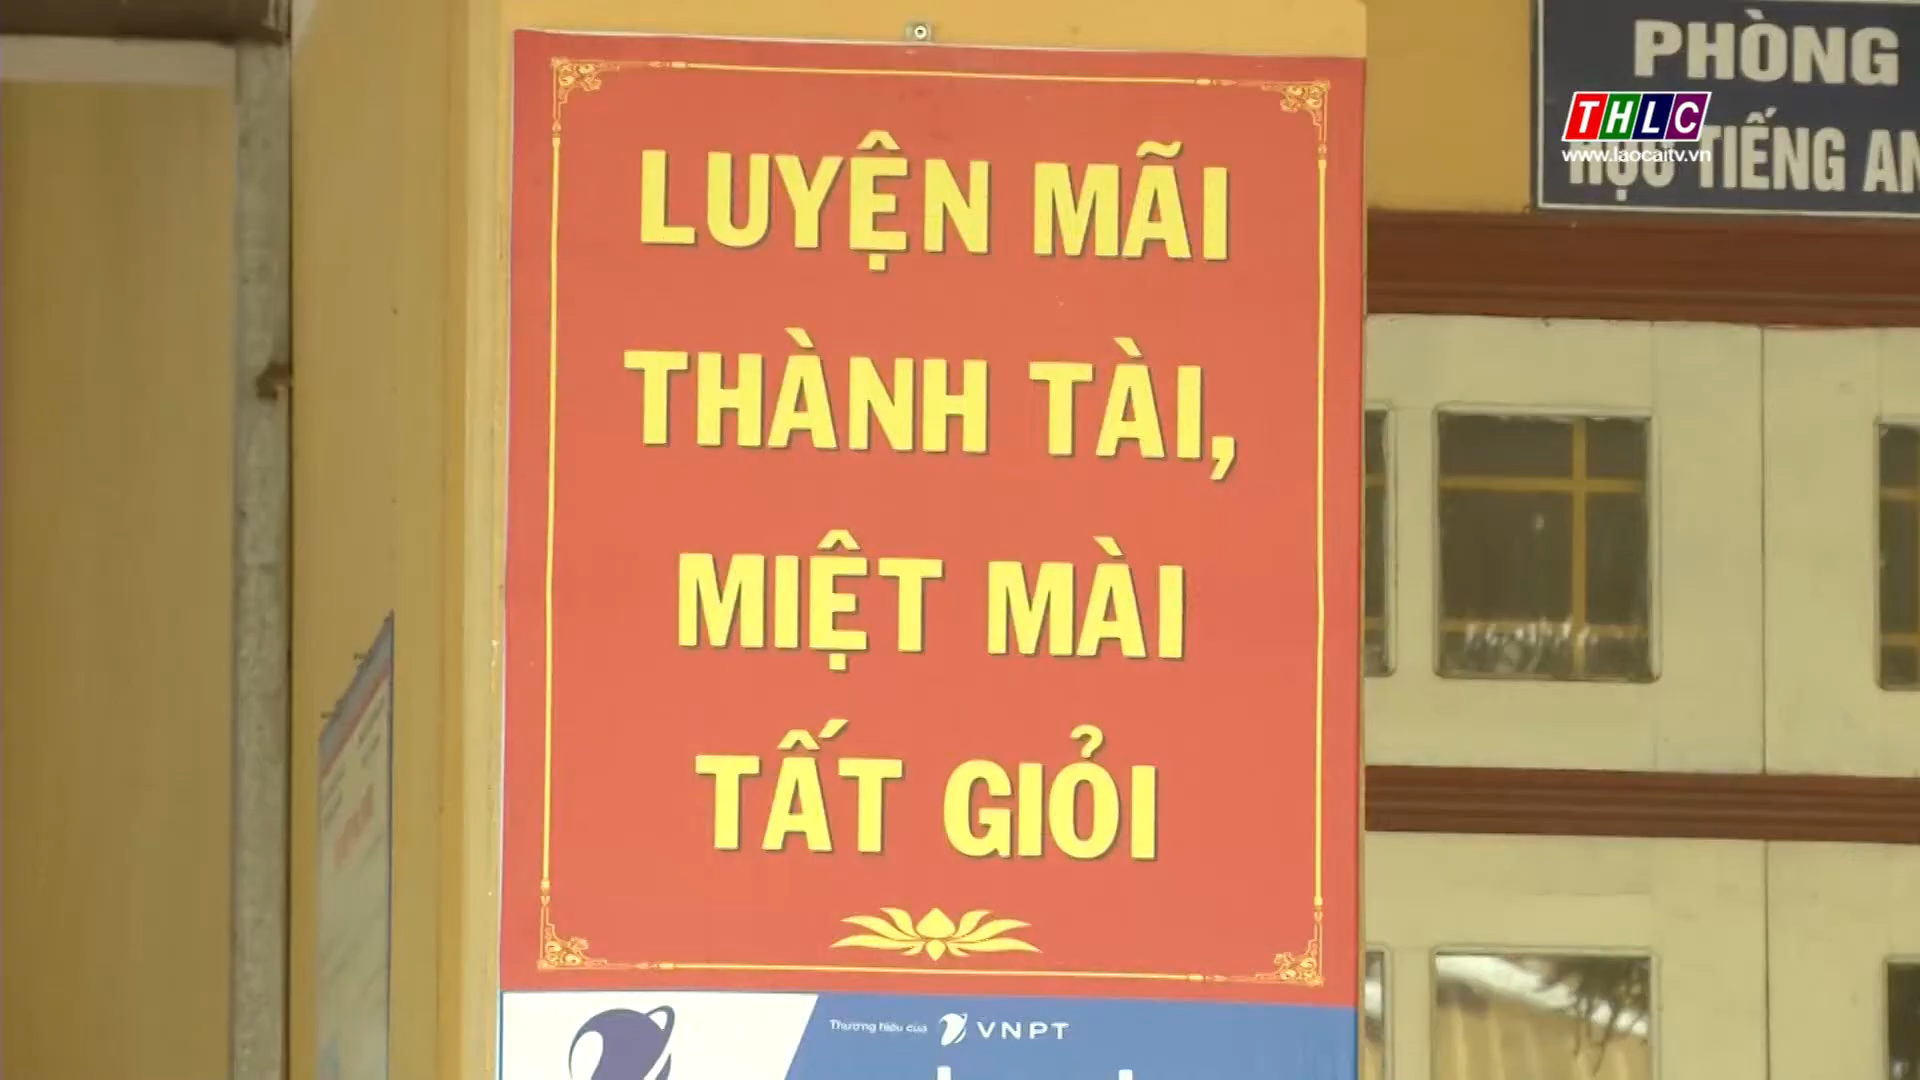 LUYỆN MÃI
THÀNH TÀI,
MIỆT MÀI
TẤT GIỎI
Thương hiệu của VNPT
PHÒNG
HỌC TIẾNG AN
THLC
www.laocaitv.vn